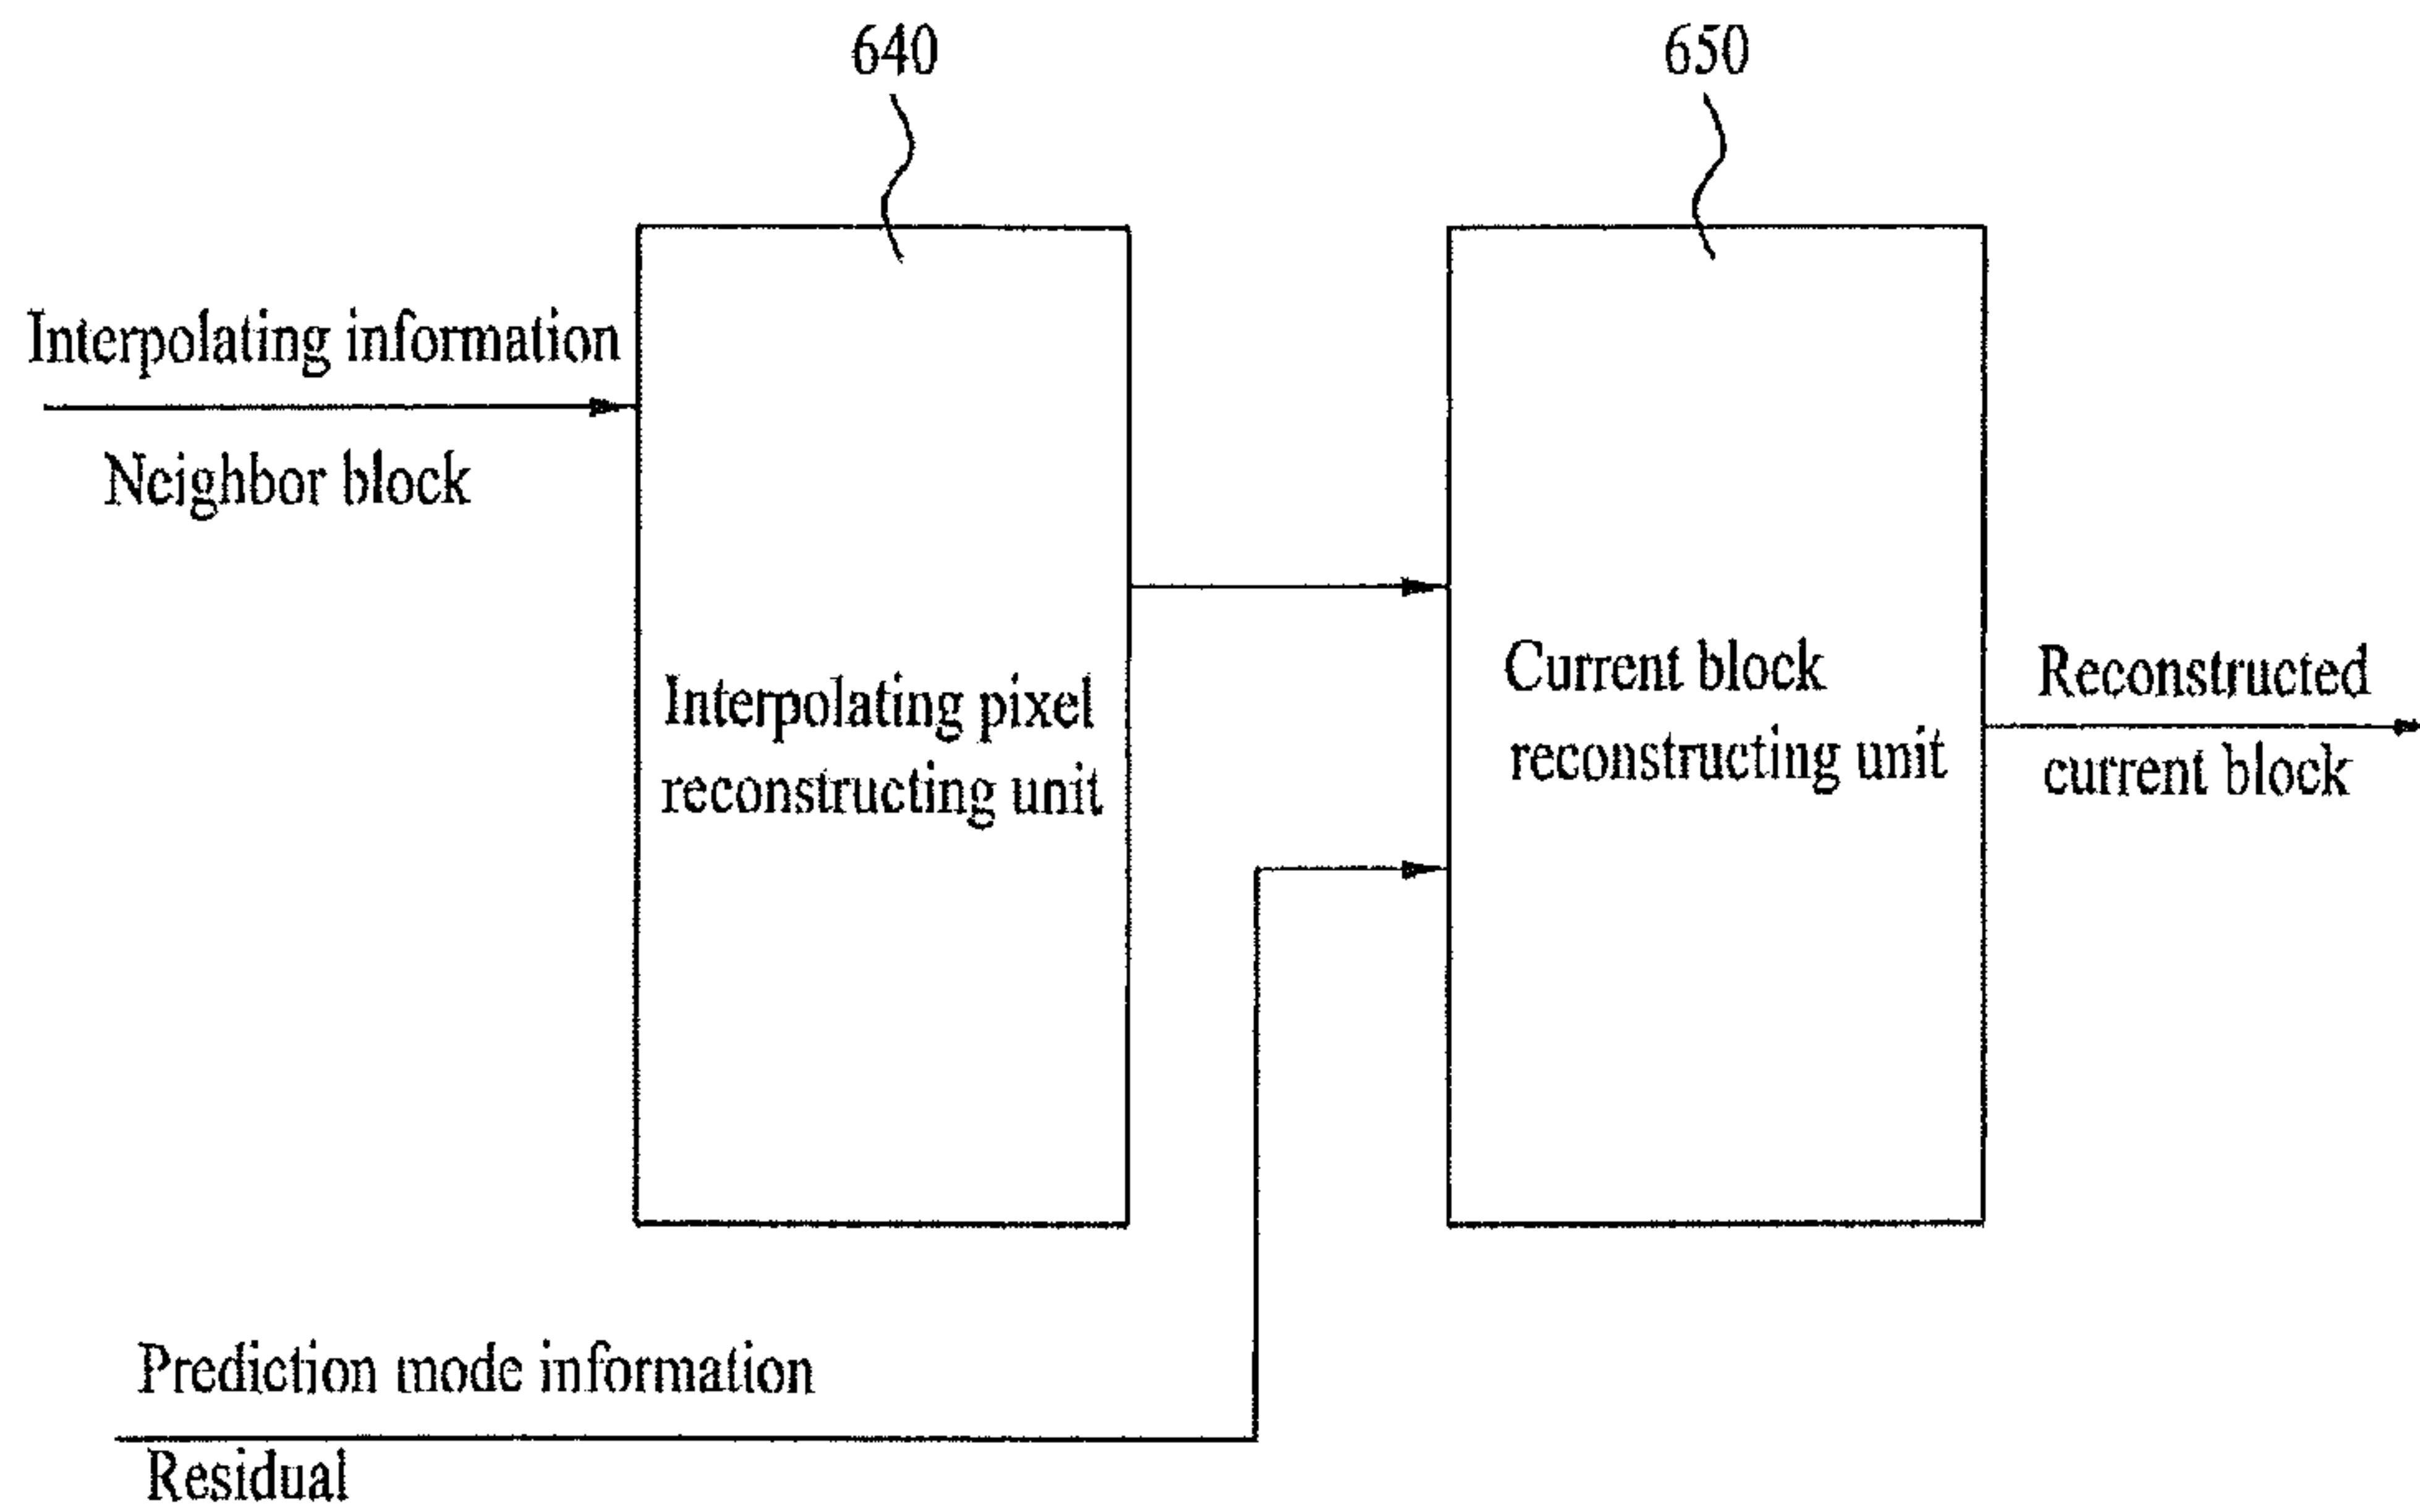 640
650
Interpolating information
Neighbor block
Interpolating pixel
reconstructing unit
Current block
reconstructing unit
Reconstructed
current block
Prediction mode information
Residual